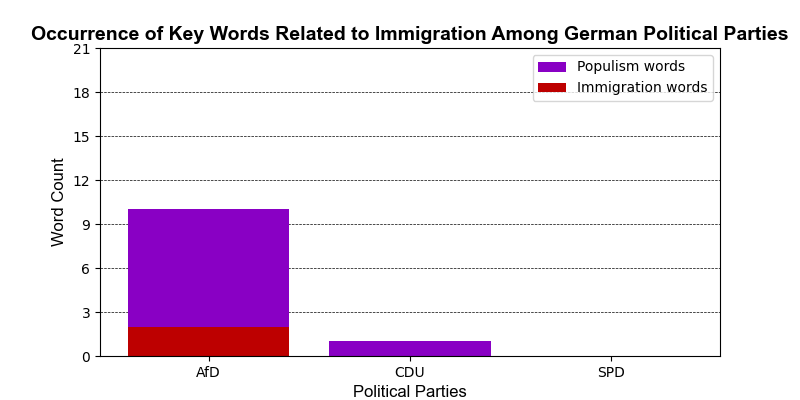 Occurrence of Key Words Related to Immigration Among German Political Parties
Populism words
Immigration words
Word Count
21
18
15
12
9
6
3
0
AfD
CDU
SPD
Political Parties